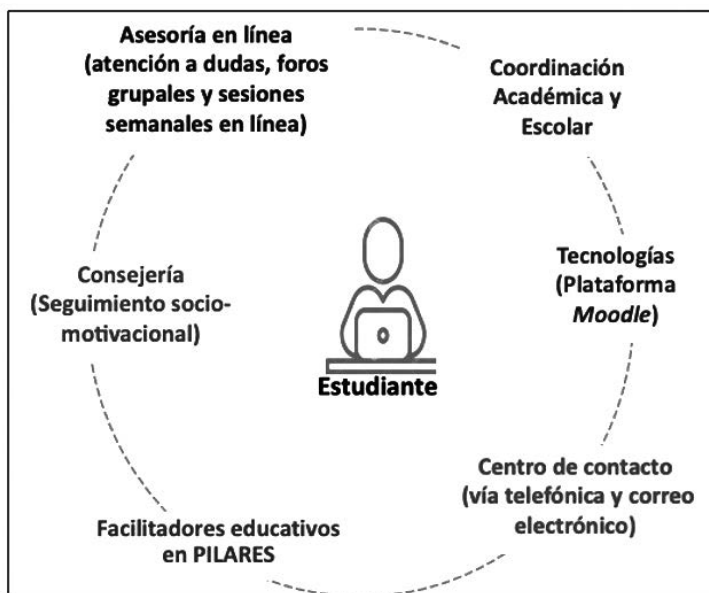 Asesoría en línea
(atención a dudas, foros
grupales y sesiones
semanales en línea)
Coordinación
Académica y
Escolar
Consejería
(Seguimiento socio-
motivacional)
Tecnologías
(Plataforma
Moodle)
Estudiante
Centro de contacto
(vía telefónica y correo
electrónico)
Facilitadores educativos
en PILARES